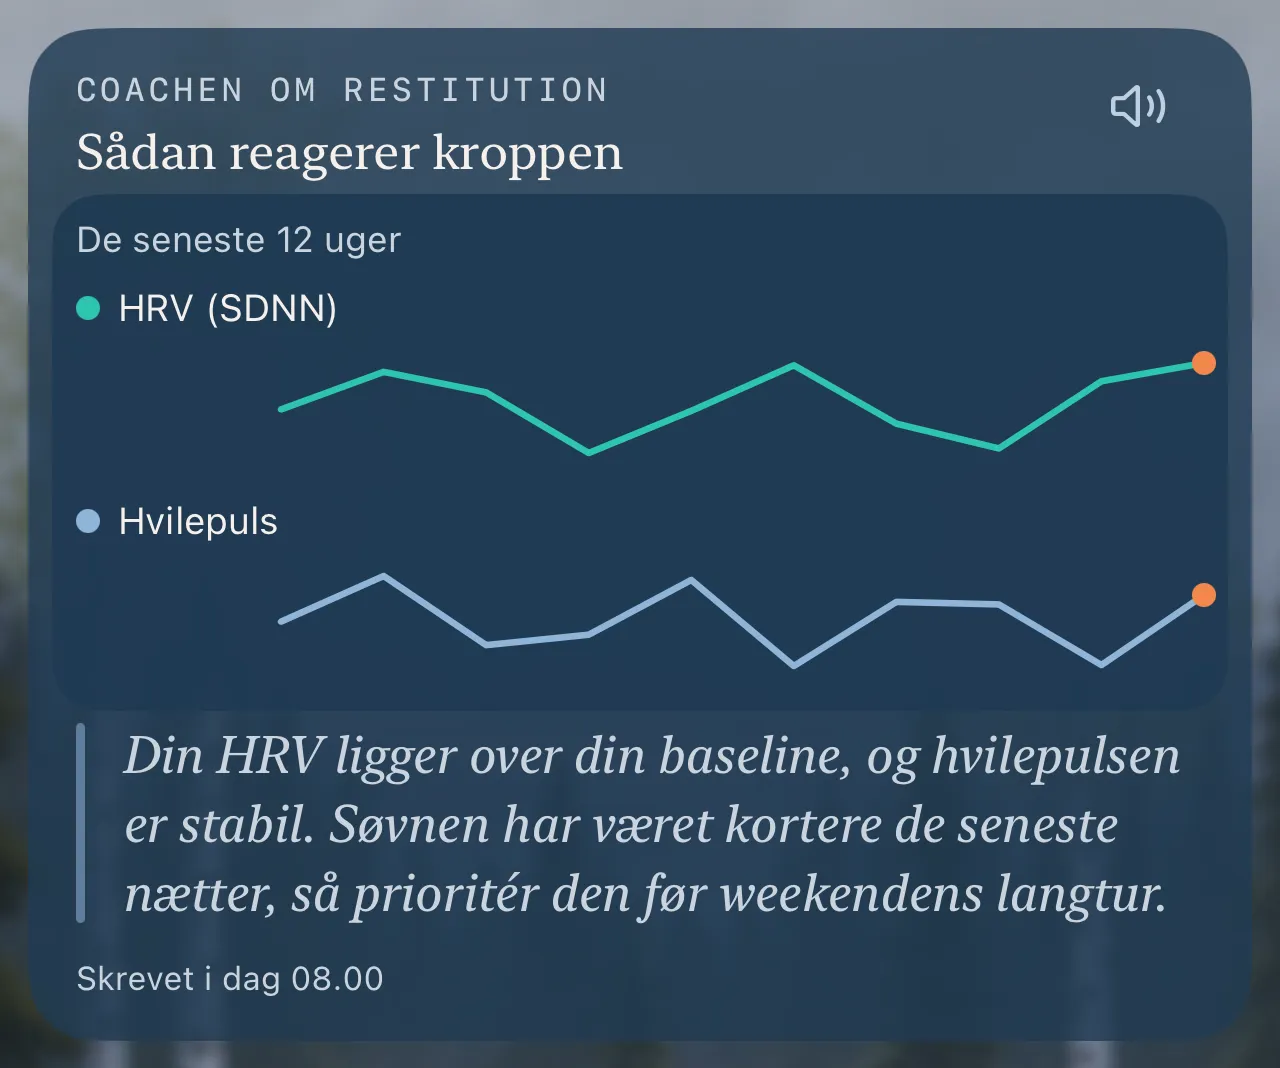 COACHEN OM RESTITUTION
Sådan reagerer kroppen
De seneste 12 uger
HRV (SDNN)
Hvilepuls
Din HRV ligger over din baseline, og hvilepulsen
er stabil. Søvnen har været kortere de seneste
nætter, så prioritér den før weekendens langtur.
Skrevet i dag 08.00